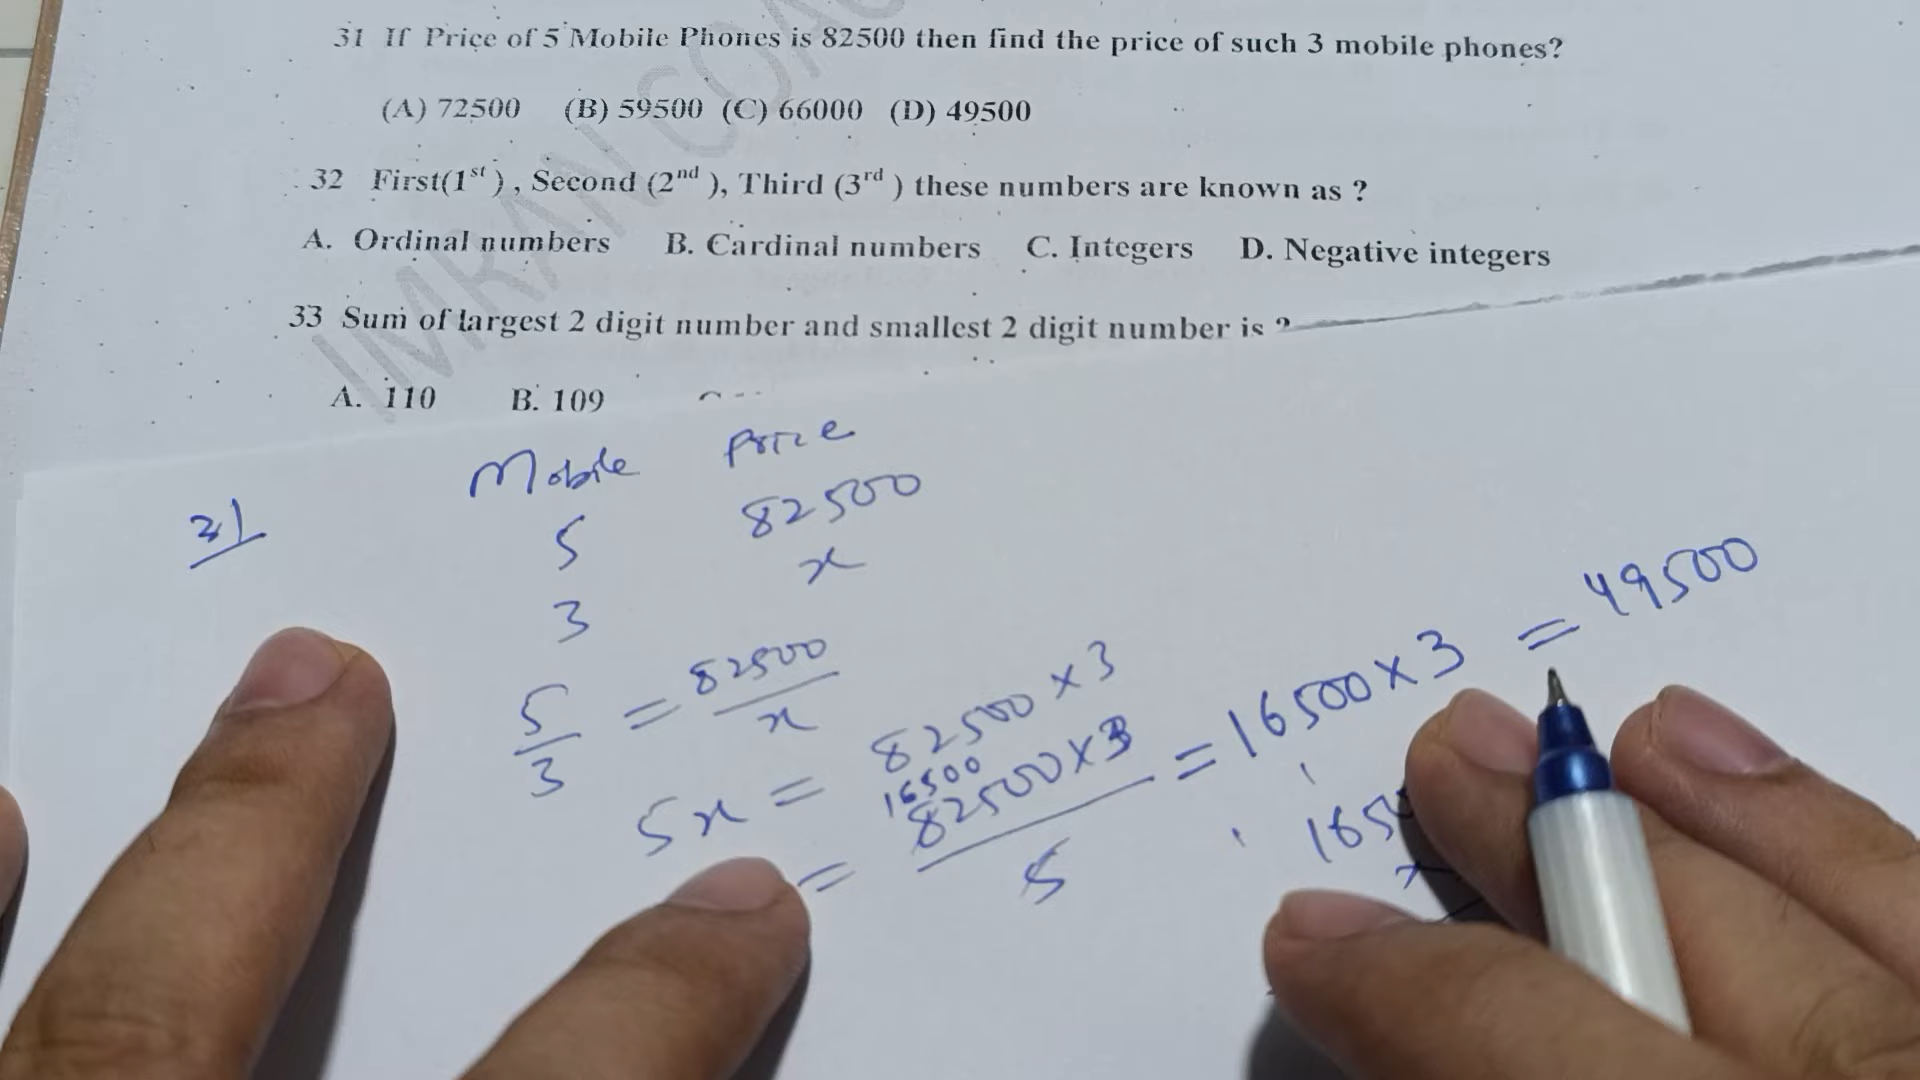 31 If Price of 5 Mobile Phones is 82500 then find the price of such 3 mobile phones?
(A) 72500 (B) 59500 (C) 66000 (D) 49500
32 First(1st), Second (2nd), Third (3rd) these numbers are known as ?
A. Ordinal numbers B. Cardinal numbers C. Integers D. Negative integers
33 Sum of largest 2 digit number and smallest 2 digit number is ?
A. 110 B. 109
IMRAN COA
31
Mobile Price
5 82500
3 x
5/3 = 82500/x
5x = 82500 × 3
= 82500×3/5 = 16500×3 = 49500
16500
165